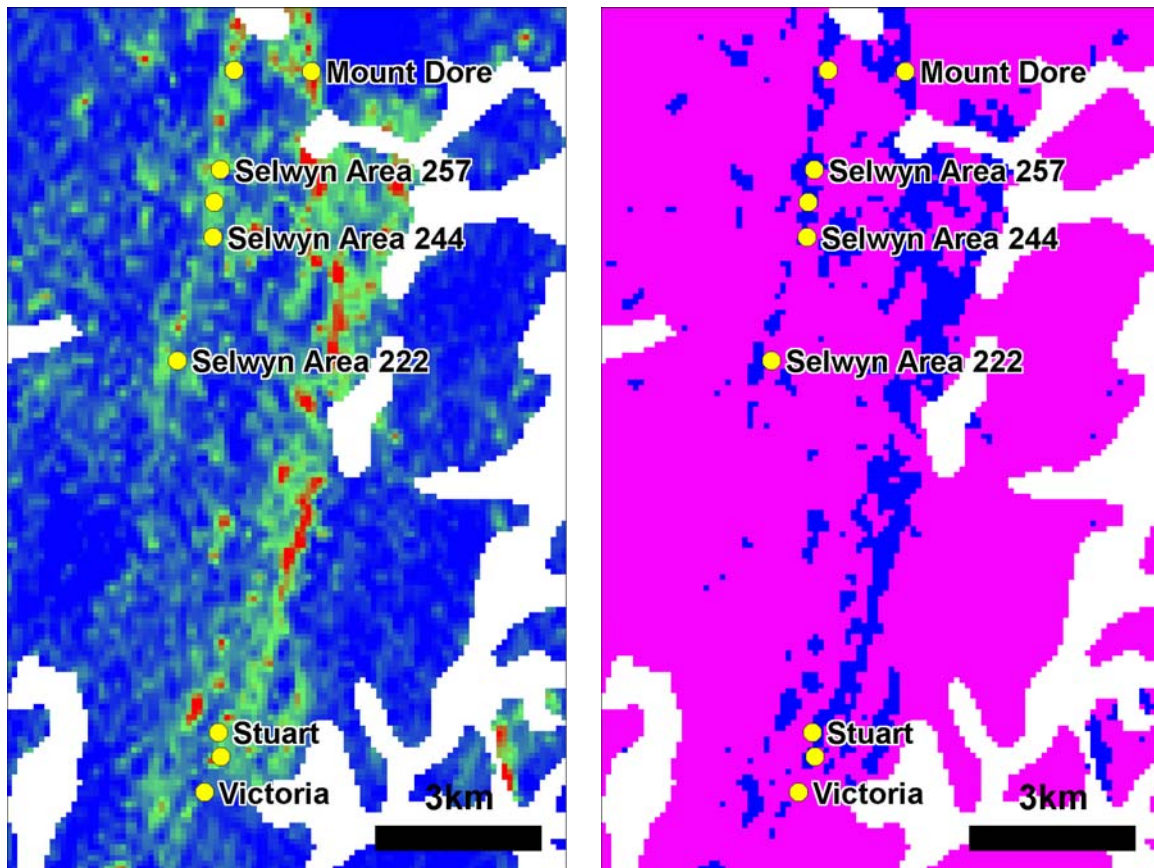 Mount Dore
Selwyn Area 257
Selwyn Area 244
Selwyn Area 222
Stuart
Victoria
3km
Mount Dore
Selwyn Area 257
Selwyn Area 244
Selwyn Area 222
Stuart
Victoria
3km